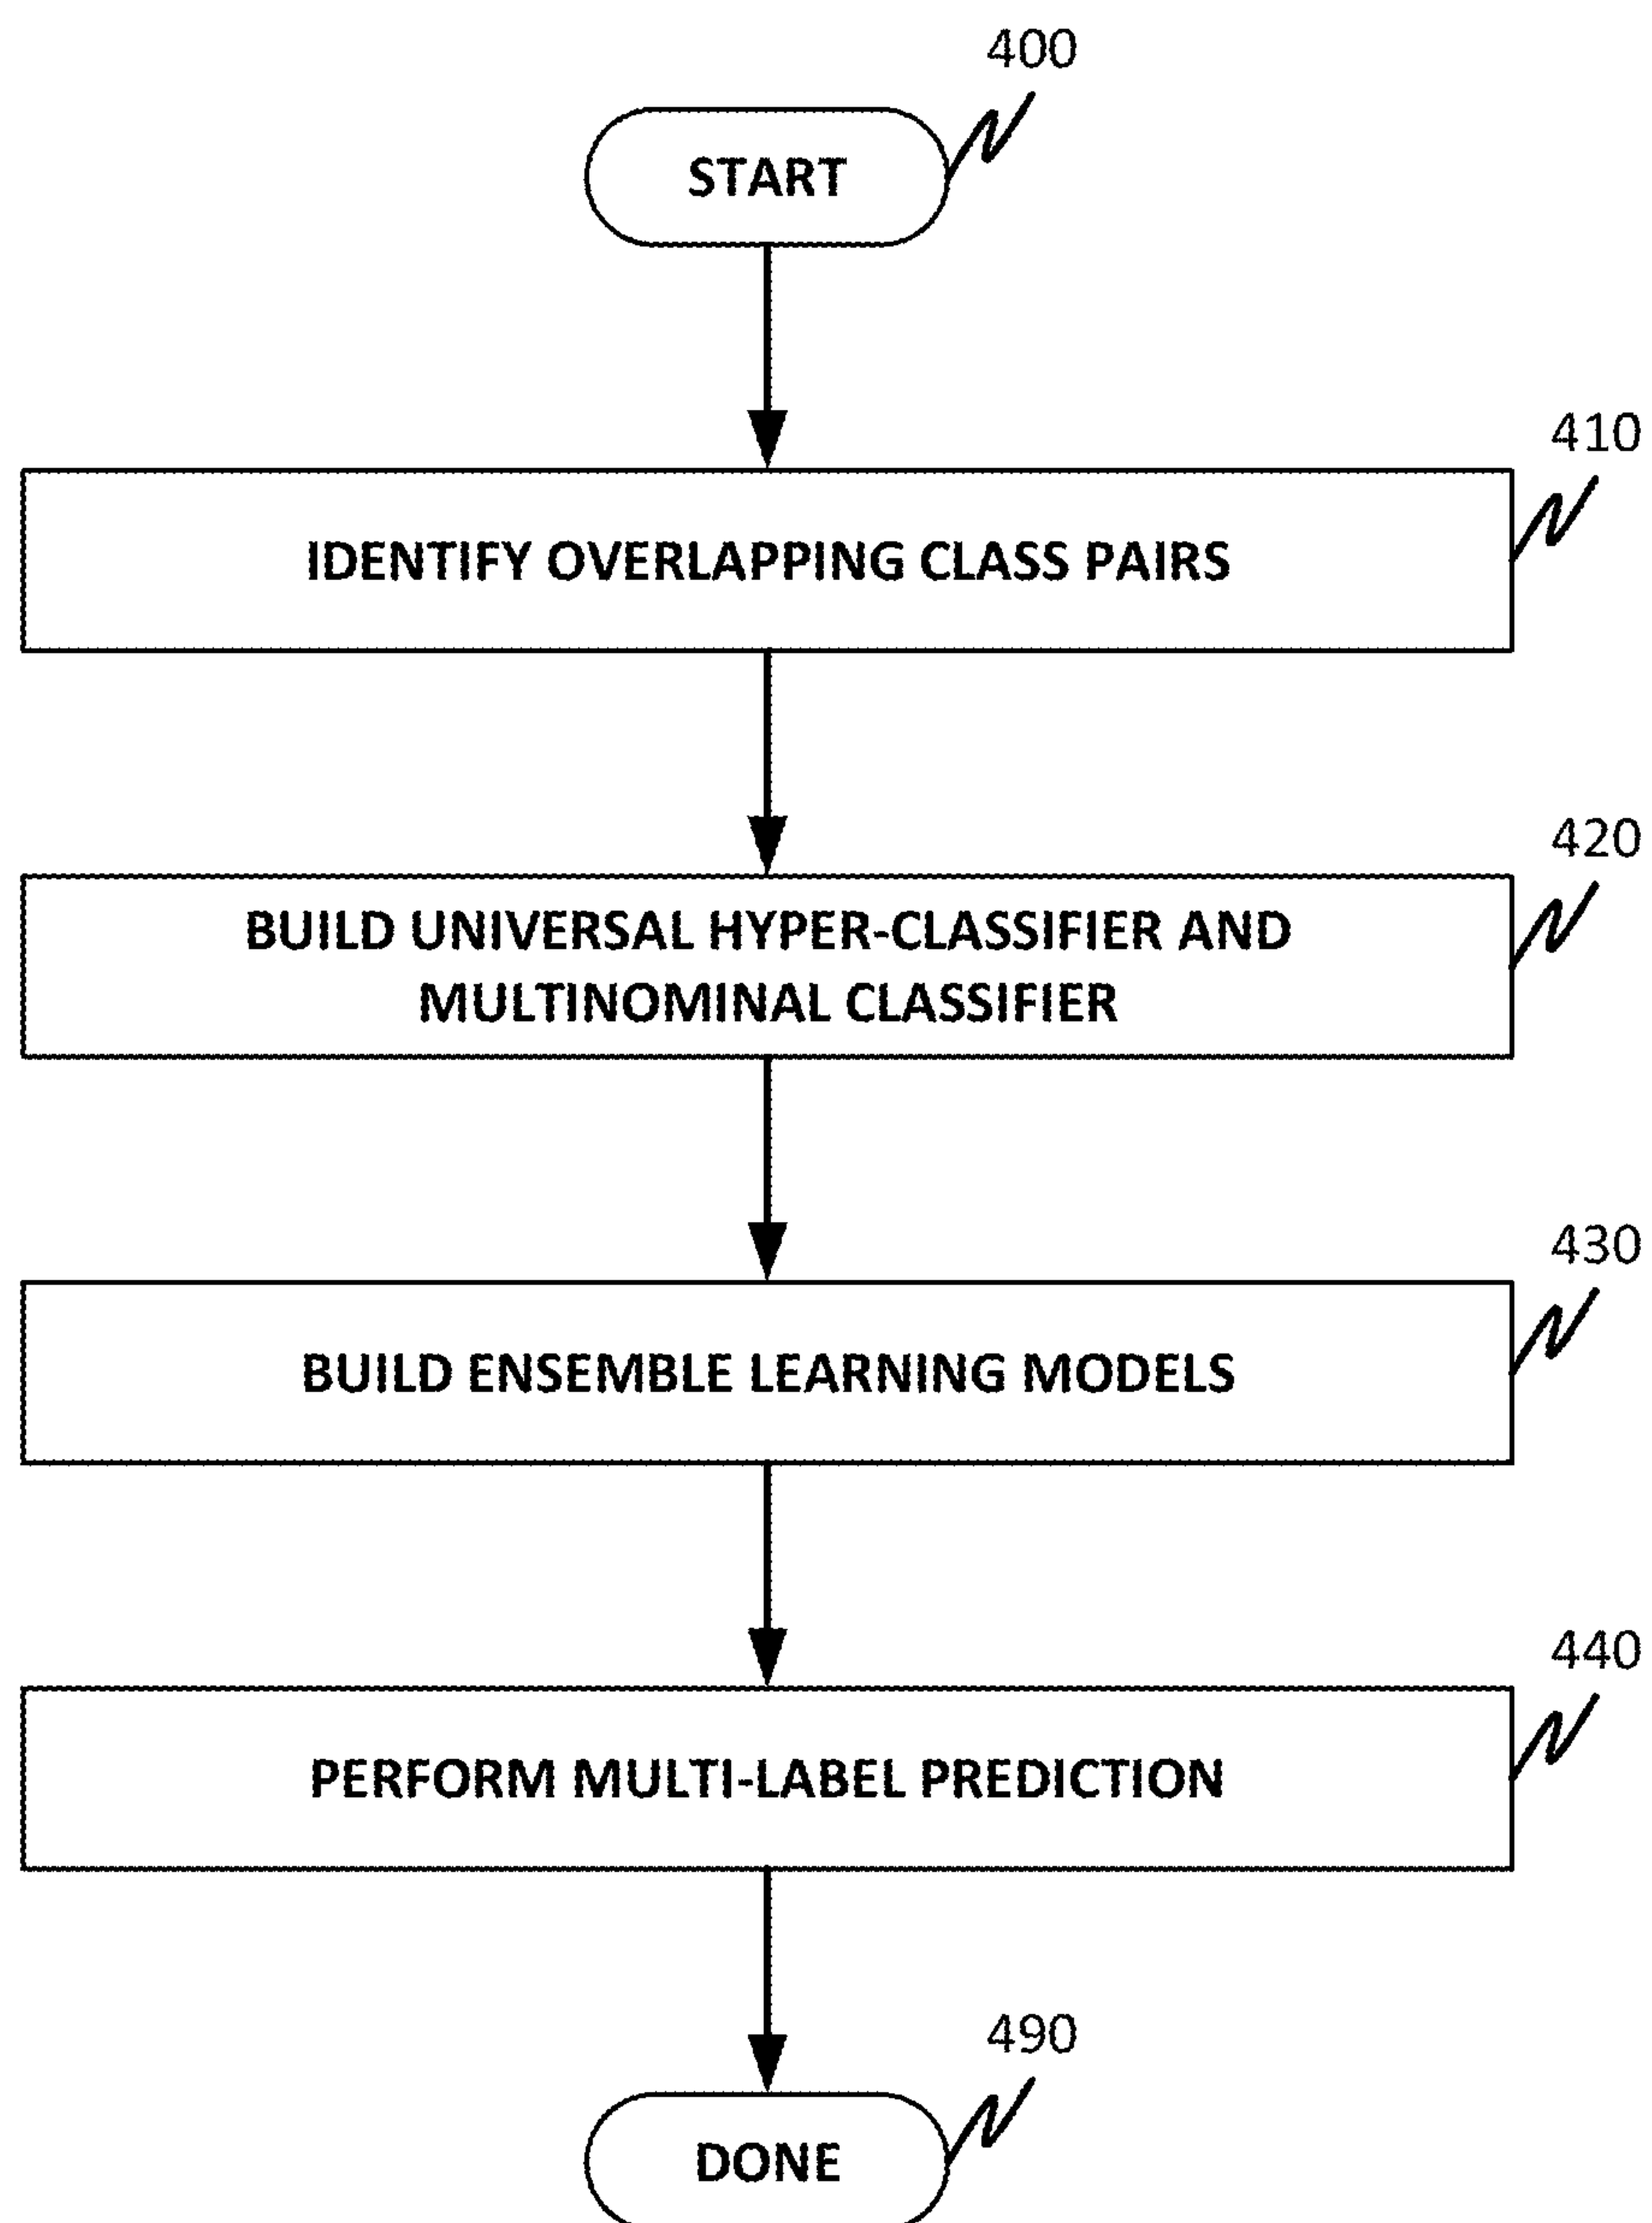 400
START
410
IDENTIFY OVERLAPPING CLASS PAIRS
420
BUILD UNIVERSAL HYPER-CLASSIFIER AND
MULTINOMINAL CLASSIFIER
430
BUILD ENSEMBLE LEARNING MODELS
440
PERFORM MULTI-LABEL PREDICTION
490
DONE